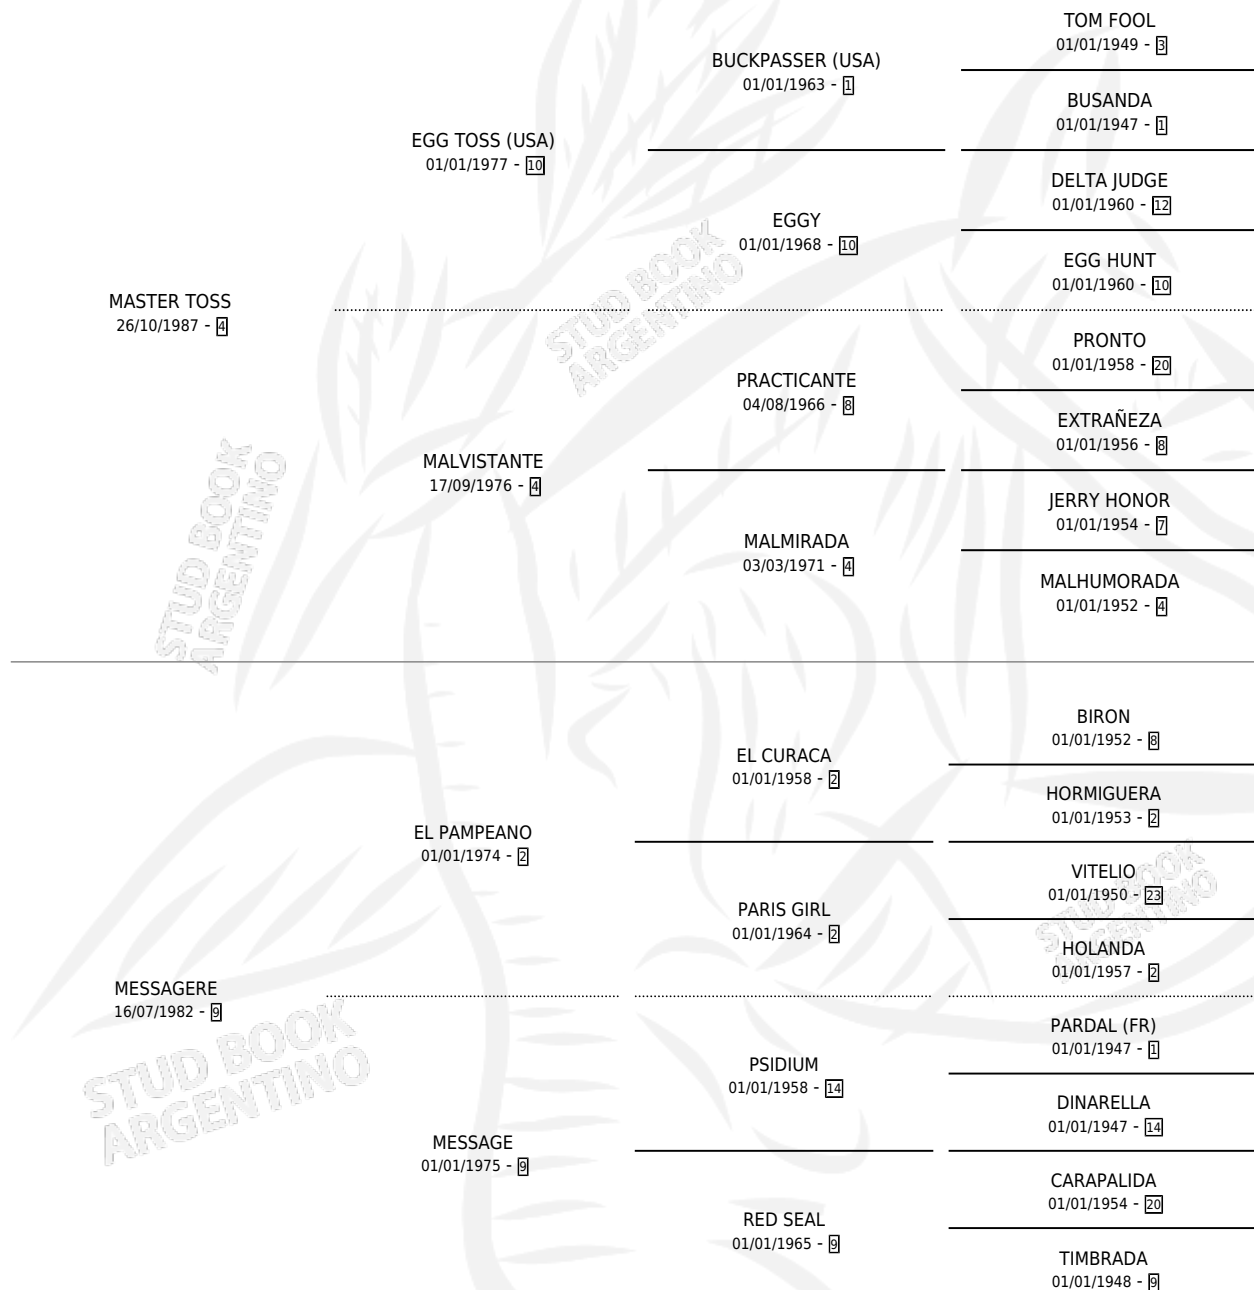 TOM FOOL
01/01/1949 - 3
BUCKPASSER (USA)
01/01/1963 - 1
BUSANDA
01/01/1947 - 1
EGG TOSS (USA)
01/01/1977 - 10
DELTA JUDGE
01/01/1960 - 12
EGGY
01/01/1968 - 10
EGG HUNT
01/01/1960 - 10
MASTER TOSS
26/10/1987 - 4
PRONTO
01/01/1958 - 20
PRACTICANTE
04/08/1966 - 8
EXTRAÑEZA
01/01/1956 - 8
MALVISTANTE
17/09/1976 - 4
JERRY HONOR
01/01/1954 - 7
MALMIRADA
03/03/1971 - 4
MALHUMORADA
01/01/1952 - 4
STUD BOOK
ARGENTINO
STUD BOOK
ARGENTINO
BIRON
01/01/1952 - 8
EL CURACA
01/01/1958 - 2
HORMIGUERA
01/01/1953 - 2
EL PAMPEANO
01/01/1974 - 2
VITELIO
01/01/1950 - 23
PARIS GIRL
01/01/1964 - 2
HOLANDA
01/01/1957 - 2
MESSAGERE
16/07/1982 - 9
PARDAL (FR)
01/01/1947 - 1
PSIDIUM
01/01/1958 - 14
DINARELLA
01/01/1947 - 14
MESSAGE
01/01/1975 - 9
CARAPALIDA
01/01/1954 - 20
RED SEAL
01/01/1965 - 9
TIMBRADA
01/01/1948 - 9
STUD BOOK
ARGENTINO
STUD BOOK
ARGENTINO